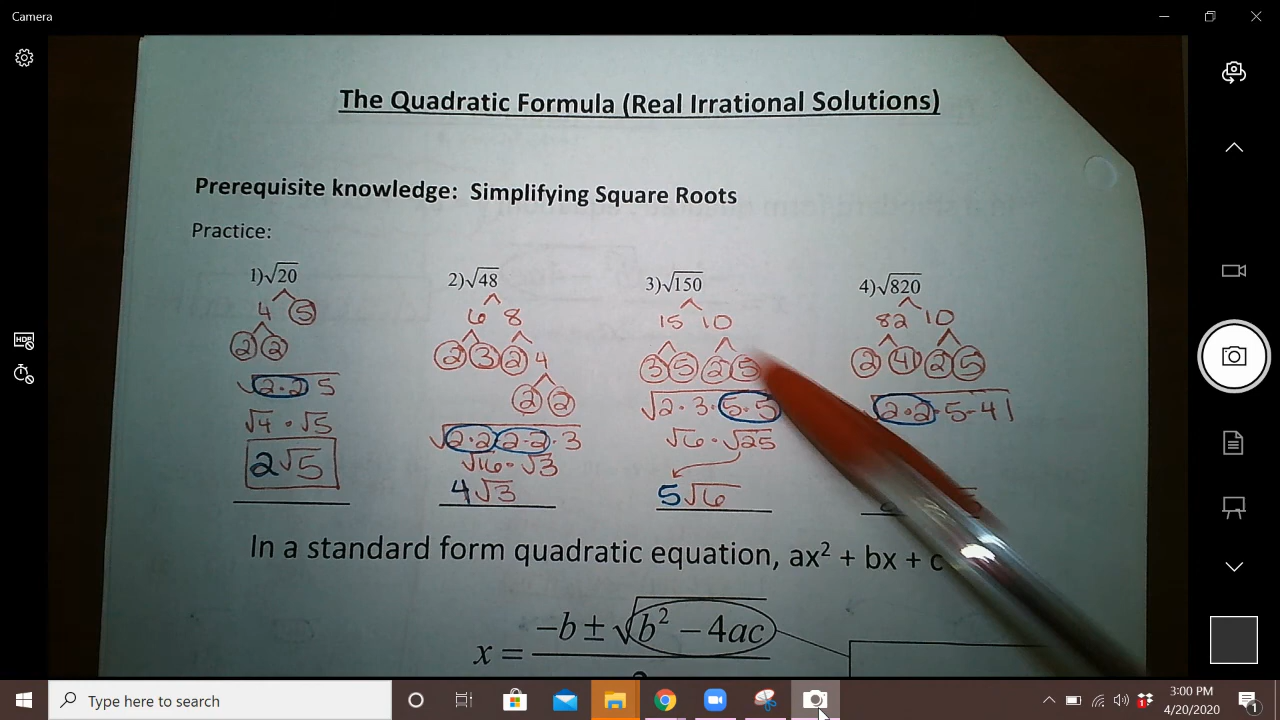 Camera
The Quadratic Formula (Real Irrational Solutions)
Prerequisite knowledge: Simplifying Square Roots
Practice:
1)√20 2)√48 3)√150 4)√820
4 5 6 8 15 10 82 10
2 2 2 3 2 4 3 5 2 5 2 41 2 5
2 2
√2·2·5 √2·2·2·2·3 √2·3·5·5 √2·2·5·41
√4·√5 √16·√3 √6·√25
2√5 4√3 5√6
In a standard form quadratic equation, ax² + bx + c
x = −b ± √b² − 4ac
Type here to search
3:00 PM
4/20/2020